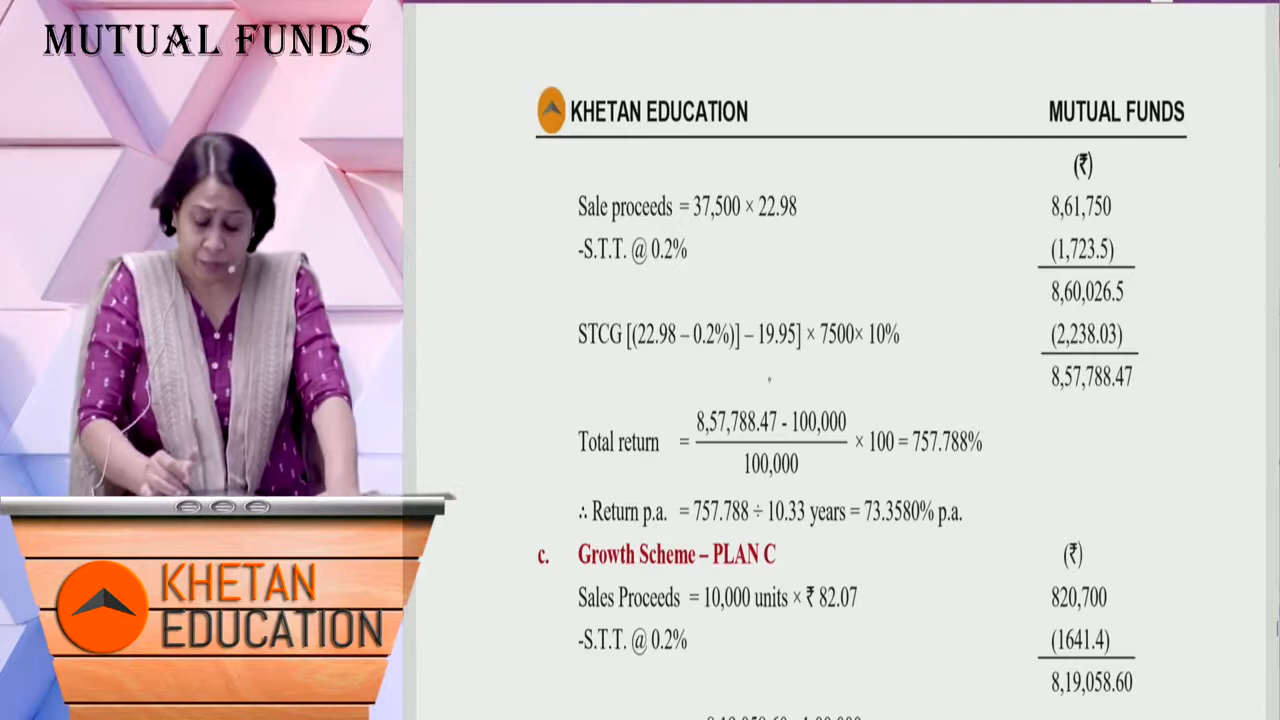 MUTUAL FUNDS
KHETAN EDUCATION MUTUAL FUNDS
(₹)
Sale proceeds = 37,500 × 22.98 8,61,750
-S.T.T. @ 0.2% (1,723.5)
8,60,026.5
STCG [(22.98 – 0.2%)] – 19.95] × 7500× 10% (2,238.03)
8,57,788.47
Total return = 8,57,788.47 - 100,000 × 100 = 757.788%
100,000
∴ Return p.a. = 757.788 ÷ 10.33 years = 73.3580% p.a.
c. Growth Scheme – PLAN C (₹)
Sales Proceeds = 10,000 units × ₹ 82.07 820,700
-S.T.T. @ 0.2% (1641.4)
8,19,058.60
KHETAN
EDUCATION